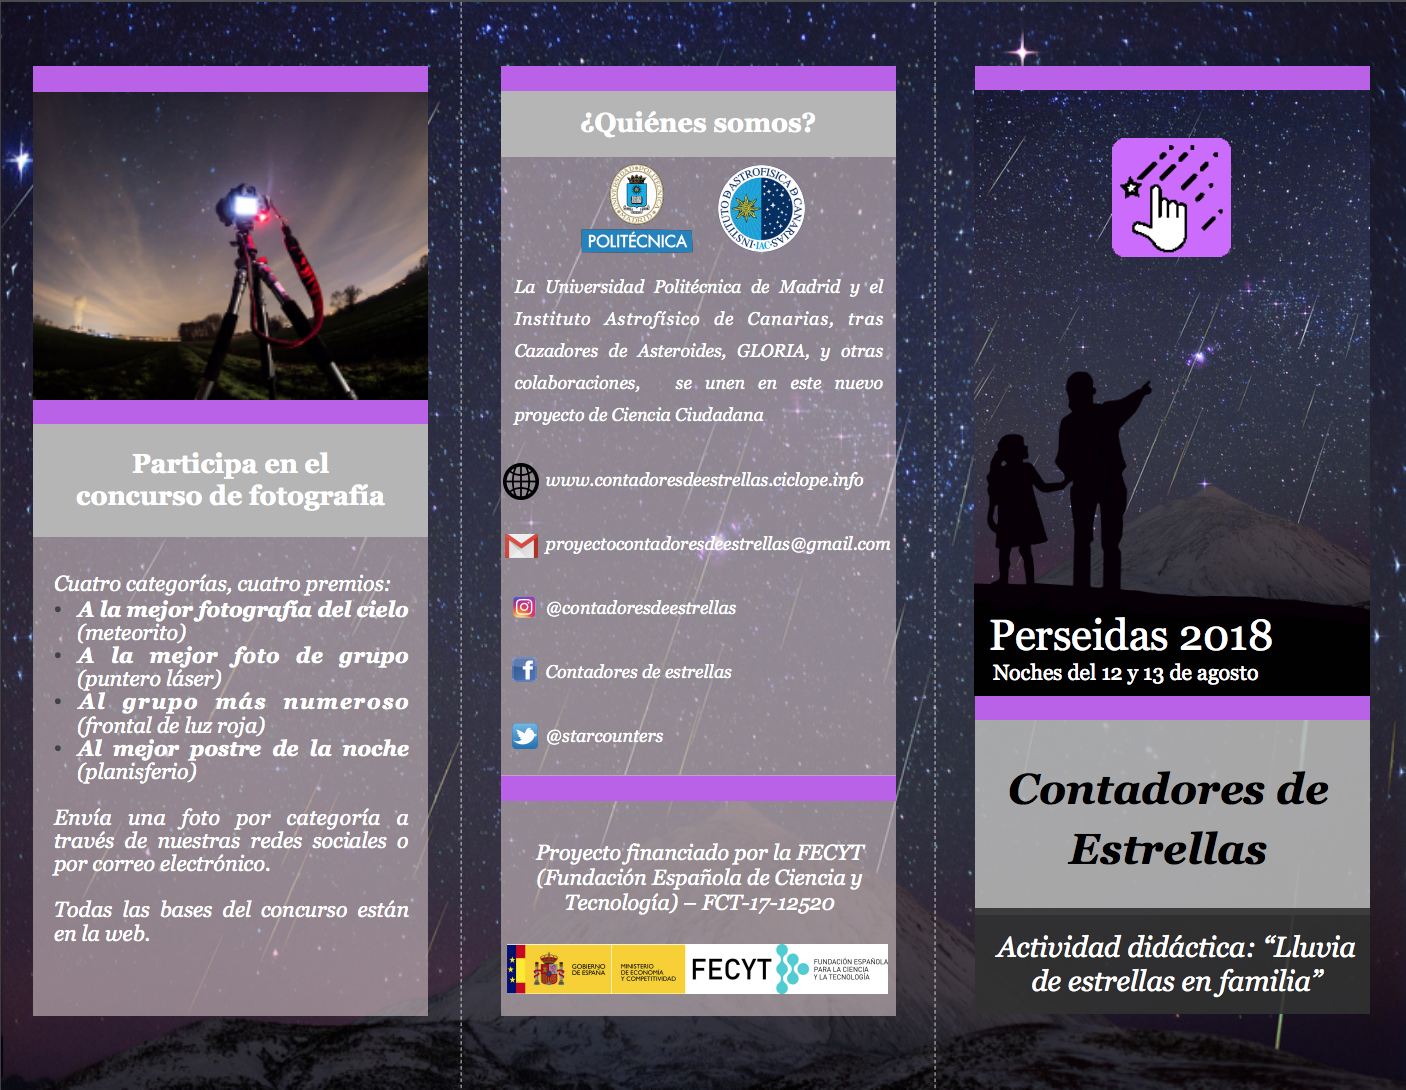 Participa en el
concurso de fotografía
Cuatro categorías, cuatro premios:
• A la mejor fotografía del cielo
(meteorito)
• A la mejor foto de grupo
(puntero láser)
• Al grupo más numeroso
(frontal de luz roja)
• Al mejor postre de la noche
(planisferio)
Envía una foto por categoría a
través de nuestras redes sociales o
por correo electrónico.
Todas las bases del concurso están
en la web.
¿Quiénes somos?
POLITÉCNICA
INSTITUTO D ASTROFISICA D CANARIAS
·IAC·
La Universidad Politécnica de Madrid y el
Instituto Astrofísico de Canarias, tras
Cazadores de Asteroides, GLORIA, y otras
colaboraciones, se unen en este nuevo
proyecto de Ciencia Ciudadana
www.contadoresdeestrellas.ciclope.info
proyectocontadoresdeestrellas@gmail.com
@contadoresdeestrellas
Contadores de estrellas
@starcounters
Proyecto financiado por la FECYT
(Fundación Española de Ciencia y
Tecnología) – FCT-17-12520
GOBIERNO
DE ESPAÑA
MINISTERIO
DE ECONOMÍA
Y COMPETITIVIDAD
FECYT
FUNDACIÓN ESPAÑOLA
PARA LA CIENCIA
Y LA TECNOLOGÍA
Perseidas 2018
Noches del 12 y 13 de agosto
Contadores de
Estrellas
Actividad didáctica: “Lluvia
de estrellas en familia”